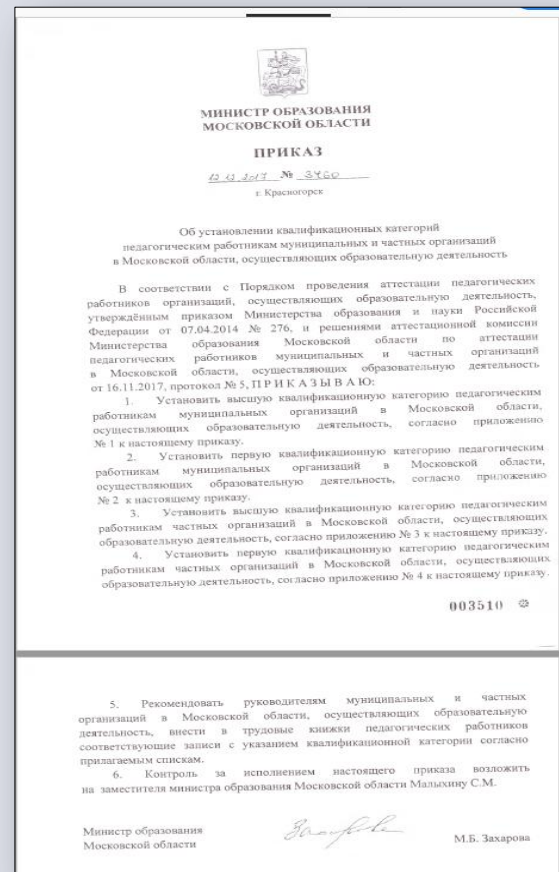 МИНИСТР ОБРАЗОВАНИЯ
МОСКОВСКОЙ ОБЛАСТИ
ПРИКАЗ
12.12.2017 № 3460
г. Красногорск
Об установлении квалификационных категорий
педагогическим работникам муниципальных и частных организаций
в Московской области, осуществляющих образовательную деятельность
В соответствии с Порядком проведения аттестации педагогических
работников организаций, осуществляющих образовательную деятельность,
утверждённым приказом Министерства образования и науки Российской
Федерации от 07.04.2014 № 276, и решениями аттестационной комиссии
Министерства образования Московской области по аттестации
педагогических работников муниципальных и частных организаций
в Московской области, осуществляющих образовательную деятельность
от 16.11.2017, протокол № 5, П Р И К А З Ы В А Ю:
1. Установить высшую квалификационную категорию педагогическим
работникам муниципальных организаций в Московской области,
осуществляющих образовательную деятельность, согласно приложению
№ 1 к настоящему приказу.
2. Установить первую квалификационную категорию педагогическим
работникам муниципальных организаций в Московской области,
осуществляющих образовательную деятельность, согласно приложению
№ 2 к настоящему приказу.
3. Установить высшую квалификационную категорию педагогическим
работникам частных организаций в Московской области, осуществляющих
образовательную деятельность, согласно приложению № 3 к настоящему приказу.
4. Установить первую квалификационную категорию педагогическим
работникам частных организаций в Московской области, осуществляющих
образовательную деятельность, согласно приложению № 4 к настоящему приказу.
003510
5. Рекомендовать руководителям муниципальных и частных
организаций в Московской области, осуществляющих образовательную
деятельность, внести в трудовые книжки педагогических работников
соответствующие записи с указанием квалификационной категории согласно
прилагаемым спискам.
6. Контроль за исполнением настоящего приказа возложить
на заместителя министра образования Московской области Малыхину С.М.
Министр образования
Московской области
М.Б. Захарова